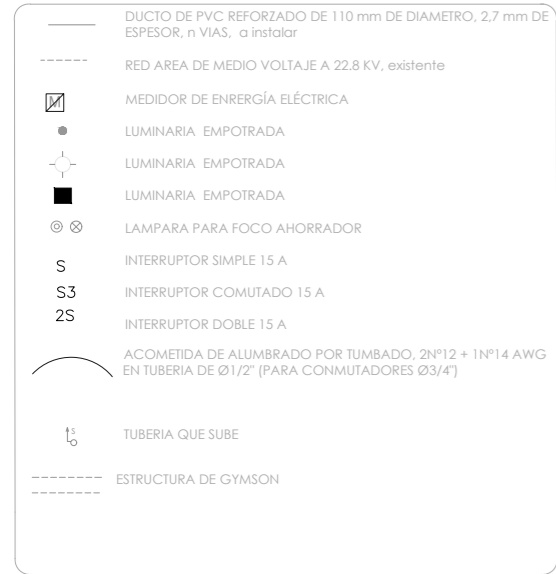 DUCTO DE PVC REFORZADO DE 110 mm DE DIAMETRO, 2,7 mm DE
ESPESOR, n VIAS, a instalar
RED AREA DE MEDIO VOLTAJE A 22.8 KV, existente
M MEDIDOR DE ENRERGÍA ELÉCTRICA
LUMINARIA EMPOTRADA
LUMINARIA EMPOTRADA
LUMINARIA EMPOTRADA
LAMPARA PARA FOCO AHORRADOR
S INTERRUPTOR SIMPLE 15 A
S3 INTERRUPTOR COMUTADO 15 A
2S INTERRUPTOR DOBLE 15 A
ACOMETIDA DE ALUMBRADO POR TUMBADO, 2Nº12 + 1Nº14 AWG
EN TUBERIA DE Ø1/2" (PARA CONMUTADORES Ø3/4")
S TUBERIA QUE SUBE
ESTRUCTURA DE GYMSON